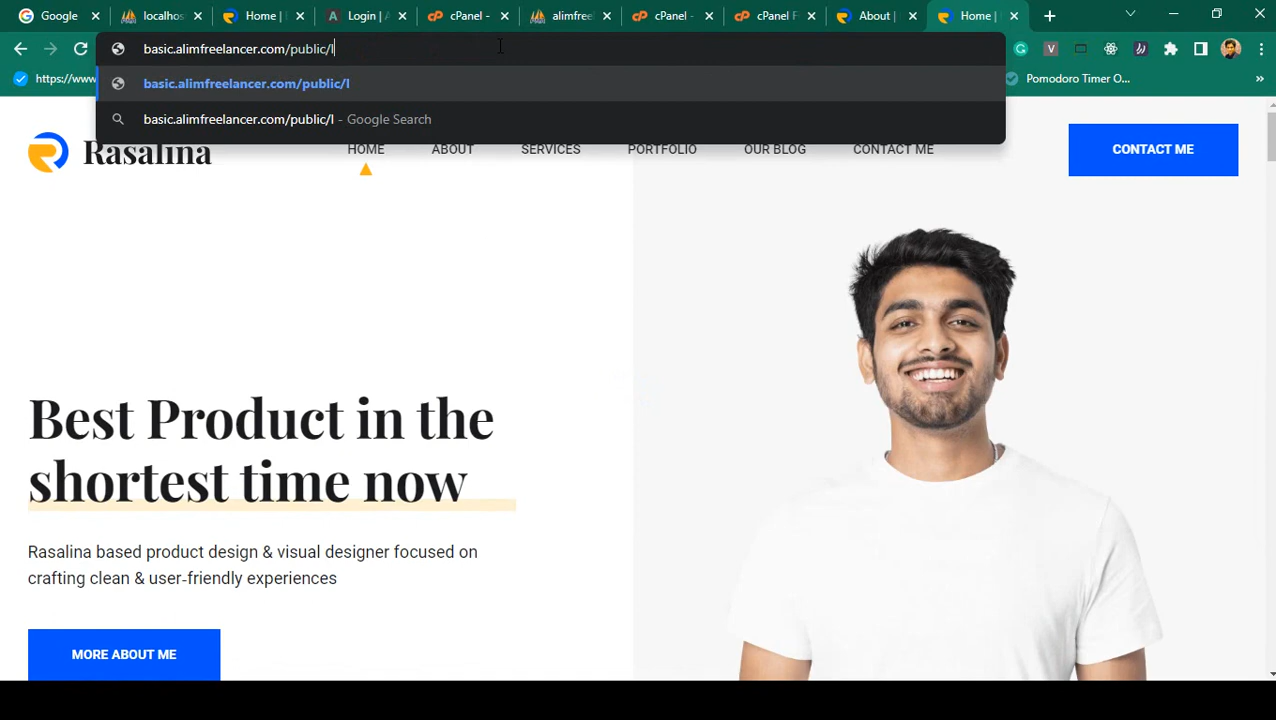 Google
localhos
Home |
Login | A
cPanel -
alimfree
cPanel -
cPanel F
About |
Home |
basic.alimfreelancer.com/public/l
https://www
Pomodoro Timer O...
»
basic.alimfreelancer.com/public/l
basic.alimfreelancer.com/public/l - Google Search
Rasalina
HOME
ABOUT
SERVICES
PORTFOLIO
OUR BLOG
CONTACT ME
CONTACT ME
Best Product in the
shortest time now
Rasalina based product design & visual designer focused on
crafting clean & user-friendly experiences
MORE ABOUT ME